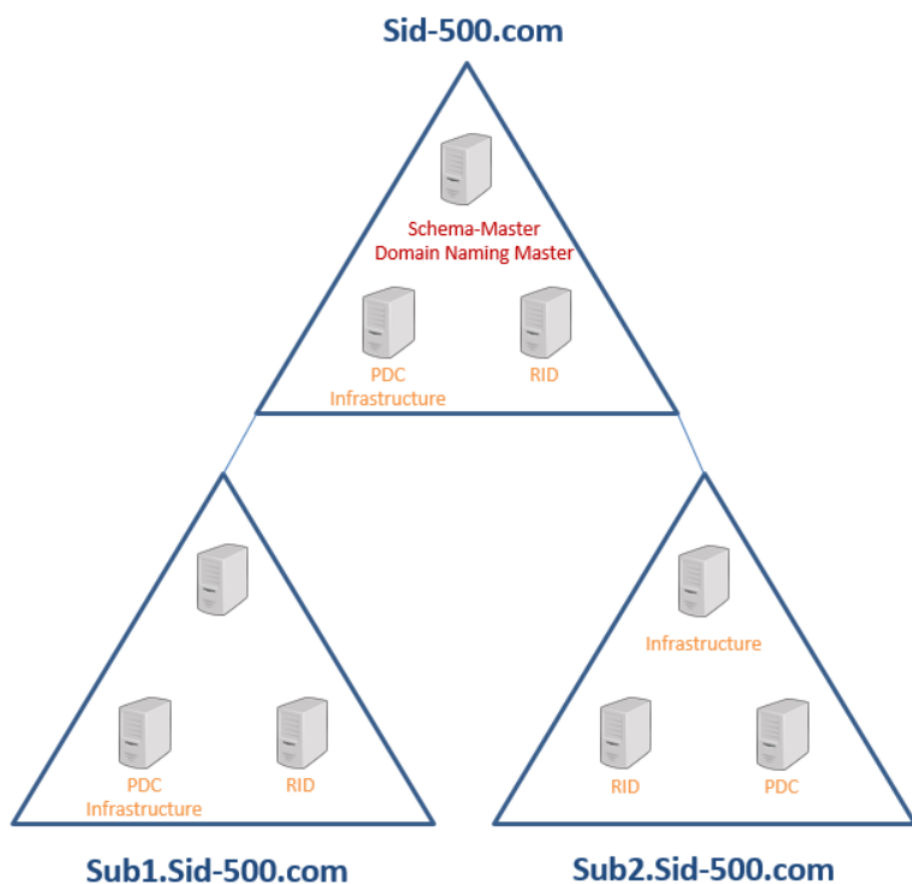 Sid-500.com
Schema-Master
Domain Naming Master
PDC
Infrastructure
RID
Infrastructure
PDC
Infrastructure
RID
RID
PDC
Sub1.Sid-500.com
Sub2.Sid-500.com